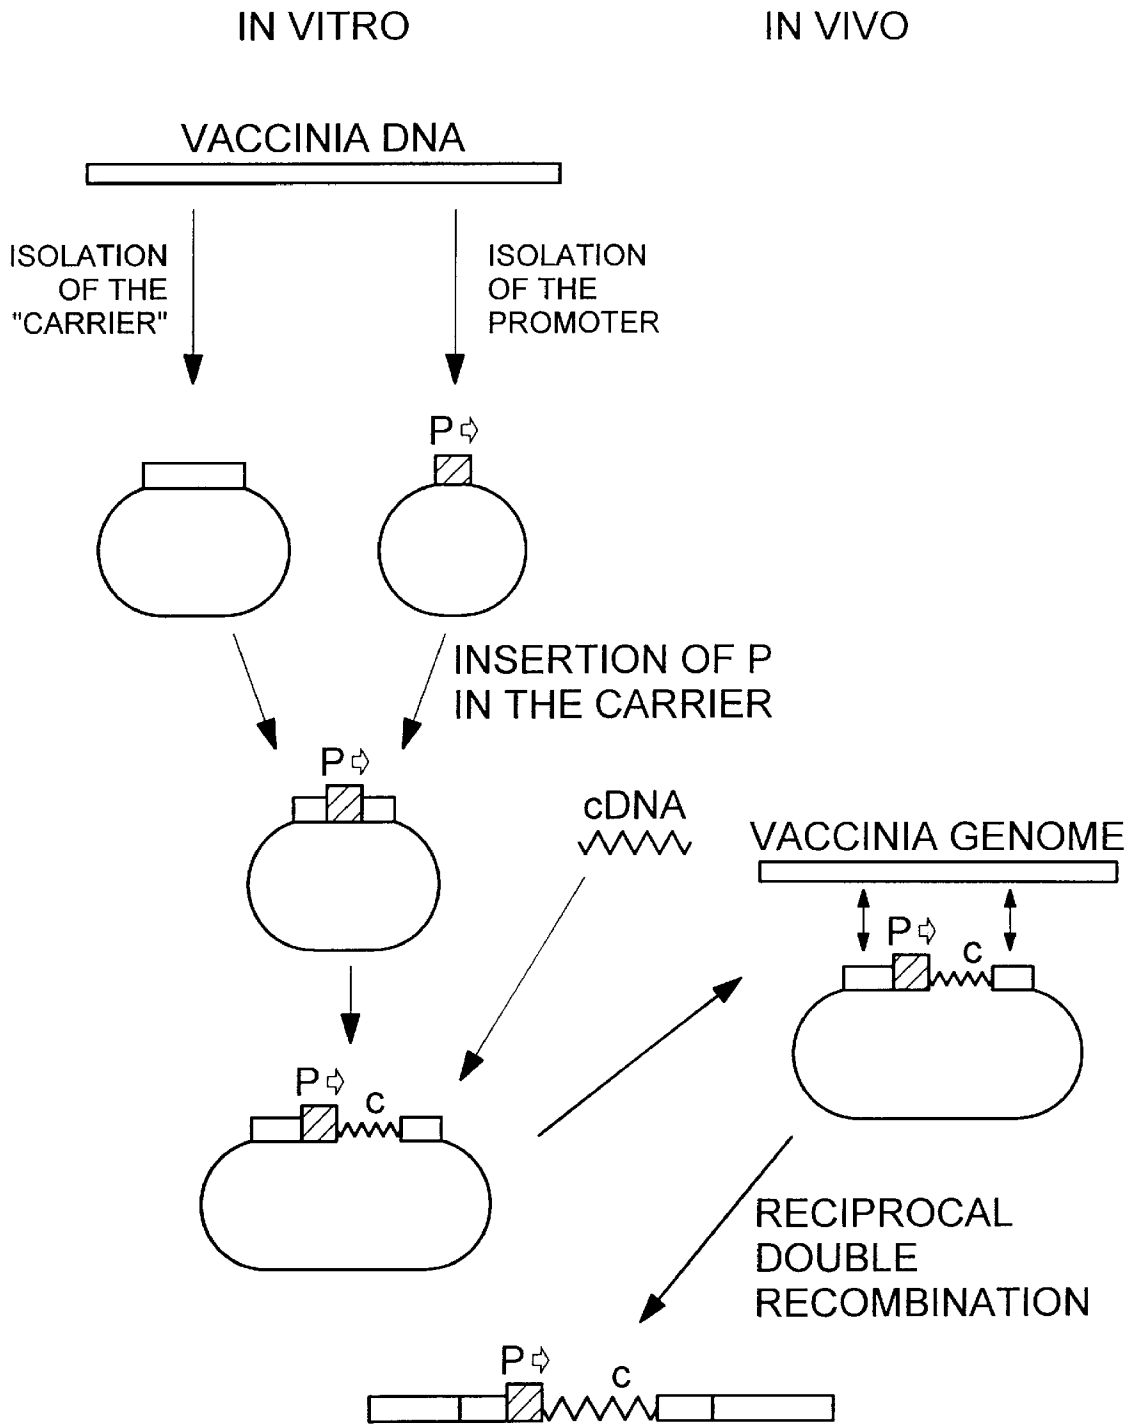 IN VITRO
IN VIVO
VACCINIA DNA
ISOLATION
OF THE
"CARRIER"
ISOLATION
OF THE
PROMOTER
P
INSERTION OF P
IN THE CARRIER
P
cDNA
VACCINIA GENOME
P
c
P
c
RECIPROCAL
DOUBLE
RECOMBINATION
P
c